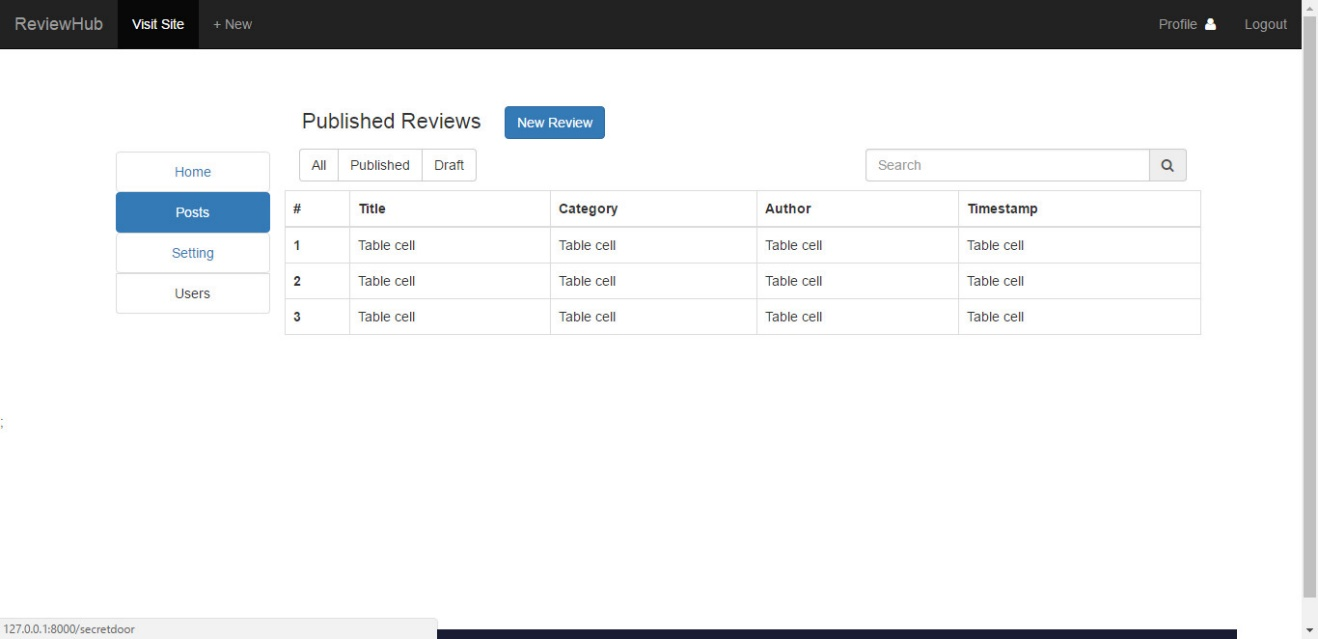 ReviewHub Visit Site + New Profile Logout
Published Reviews New Review
All Published Draft Search
Home
Posts
Setting
Users
# Title Category Author Timestamp
1 Table cell Table cell Table cell Table cell
2 Table cell Table cell Table cell Table cell
3 Table cell Table cell Table cell Table cell
;
127.0.0.1:8000/secretdoor